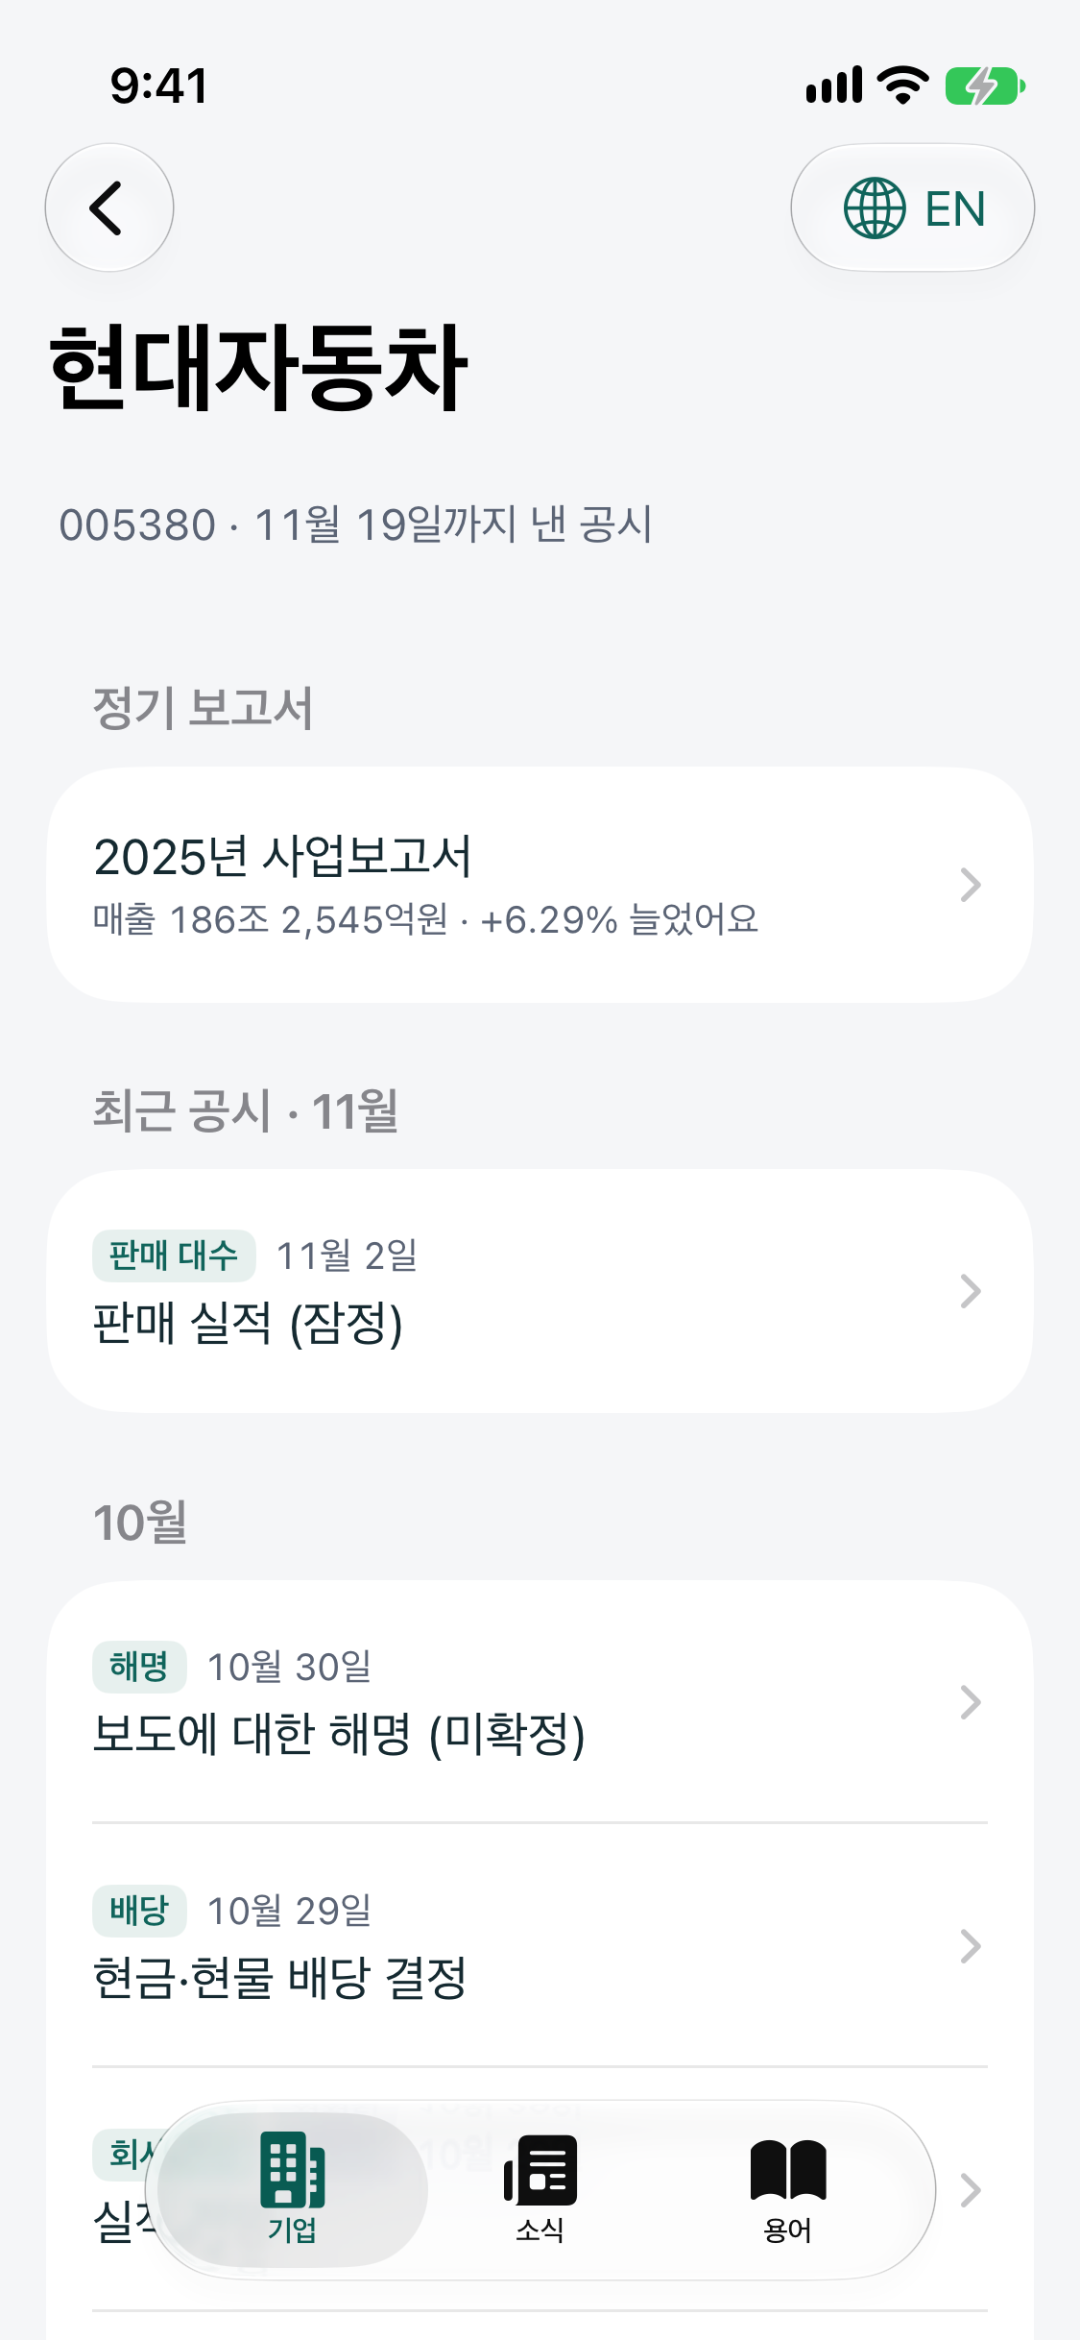 9:41
EN
현대자동차
005380 · 11월 19일까지 낸 공시
정기 보고서
2025년 사업보고서
매출 186조 2,545억원 · +6.29% 늘었어요
최근 공시 · 11월
판매 대수 11월 2일
판매 실적 (잠정)
10월
해명 10월 30일
보도에 대한 해명 (미확정)
배당 10월 29일
현금·현물 배당 결정
10월
기업
소식
용어